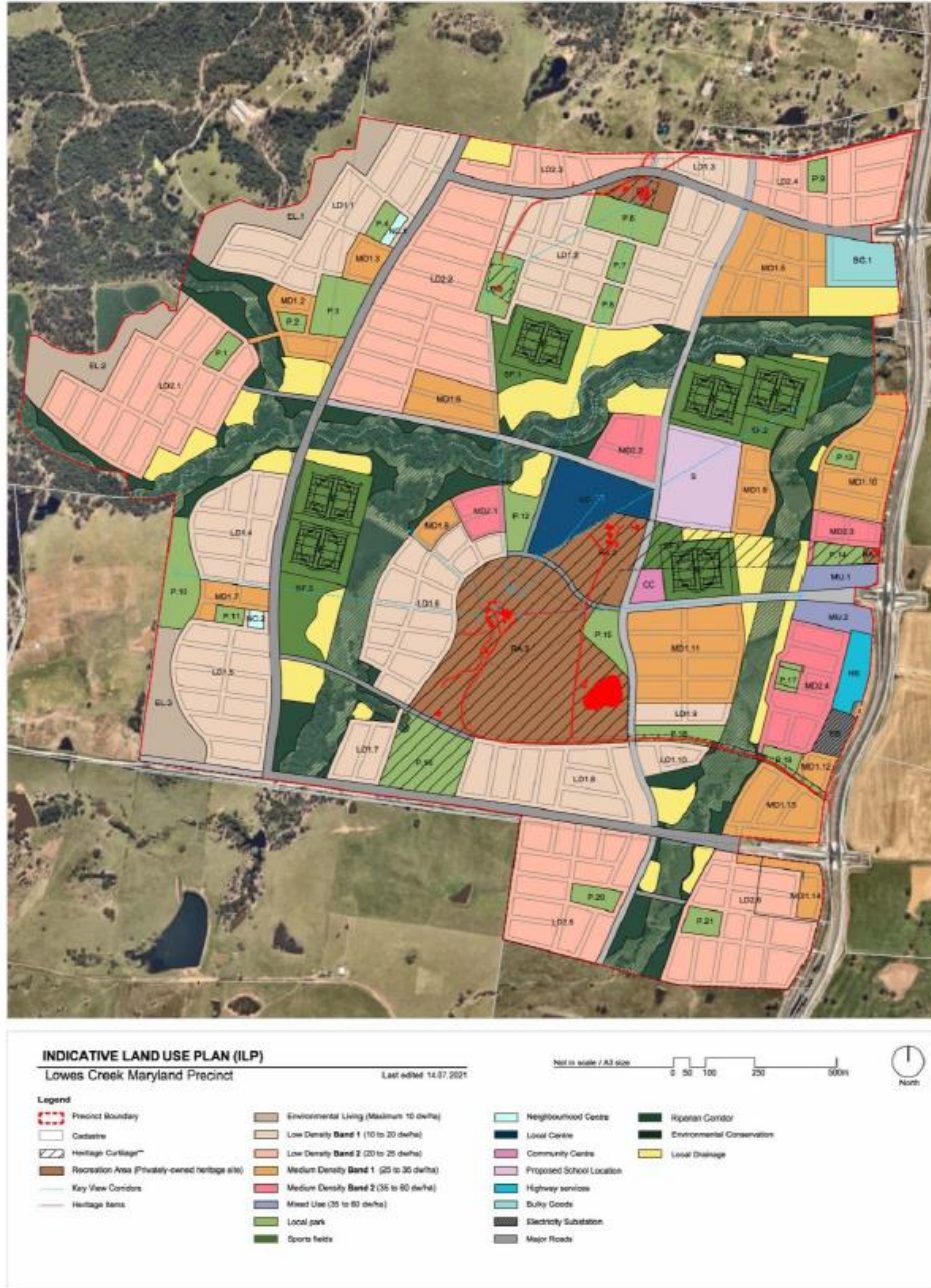 LD2.3
LD1.3
LD2.4
P.9
EL.1
LD1.1
P.4
P.6
MD1.3
LD2.2
LD1.2
P.7
MD1.5
BG.1
MD1.2
P.2
P.3
P.8
EL.2
P.1
LD2.1
SF.1
MD1.6
SF.2
MD2.2
S
MD1.9
P.13
MD1.10
LD1.4
MD2.1
P.12
MD1.8
MD2.3
P.14
RA.2
P.10
SF.3
CC
MU.1
MD1.7
P.11
NC.2
LD1.6
P.15
MU.2
LD1.5
RA.3
MD1.11
MD2.4
HS
P.17
EL.3
LD1.9
LD1.7
P.16
P.18
P.19
MD1.12
LD1.8
LD1.10
MD1.13
P.20
LD2.5
P.21
LD2.6
MD1.14
INDICATIVE LAND USE PLAN (ILP)
Lowes Creek Maryland Precinct
Last edited 14.07.2021
Not in scale / A3 size
0 50 100 250 500m
North
Legend
Precinct Boundary
Cadastre
Heritage Curtilage**
Recreation Area (Privately-owned heritage site)
Key View Corridors
Heritage Items
Environmental Living (Maximum 10 dw/ha)
Low Density Band 1 (10 to 20 dw/ha)
Low Density Band 2 (20 to 25 dw/ha)
Medium Density Band 1 (25 to 35 dw/ha)
Medium Density Band 2 (35 to 60 dw/ha)
Mixed Use (35 to 60 dw/ha)
Local park
Sports fields
Neighbourhood Centre
Local Centre
Community Centre
Proposed School Location
Highway services
Bulky Goods
Electricity Substation
Major Roads
Riparian Corridor
Environmental Conservation
Local Drainage